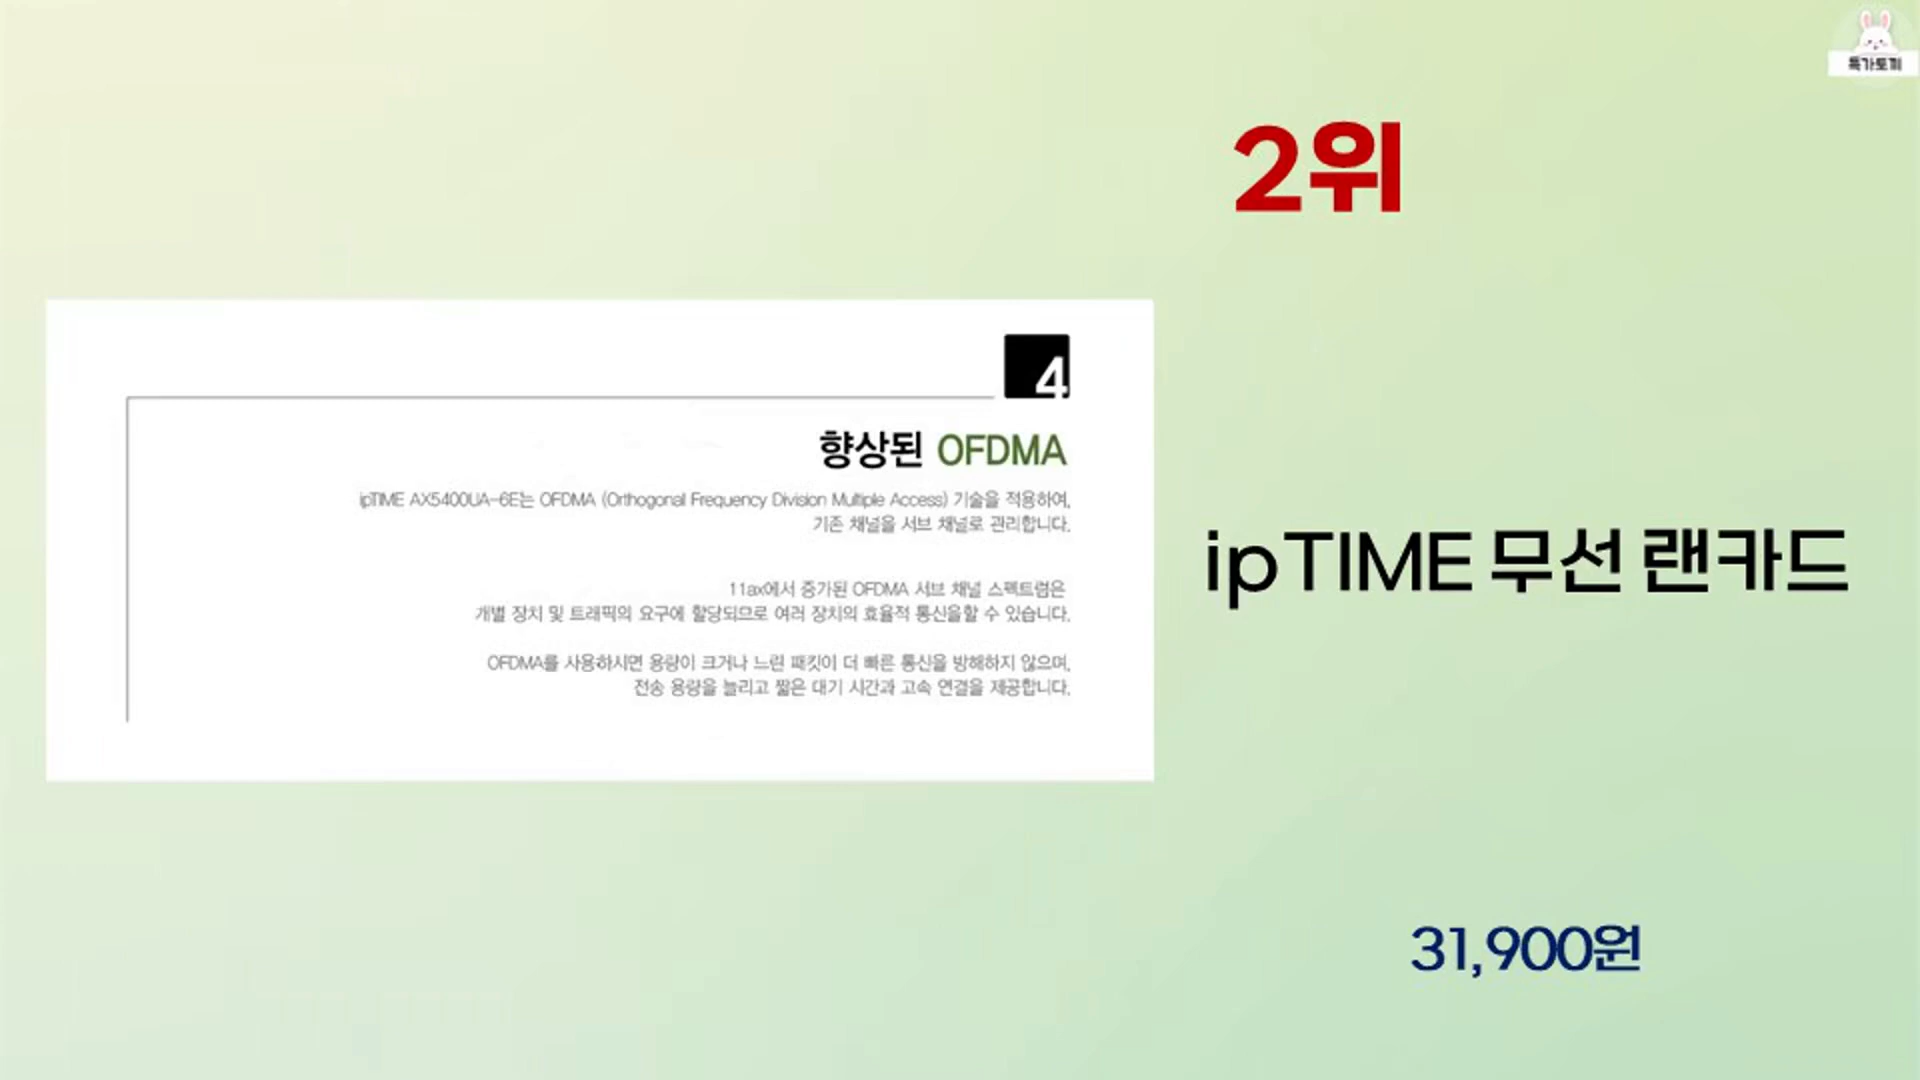 특가토끼
2위
4
향상된 OFDMA
ipTIME AX5400UA-6E는 OFDMA (Orthogonal Frequency Division Multiple Access) 기술을 적용하여,
기존 채널을 서브 채널로 관리합니다.
11ax에서 증가된 OFDMA 서브 채널 스펙트럼은
개별 장치 및 트래픽의 요구에 할당되므로 여러 장치의 효율적 통신을할 수 있습니다.
OFDMA를 사용하시면 용량이 크거나 느린 패킷이 더 빠른 통신을 방해하지 않으며,
전송 용량을 늘리고 짧은 대기 시간과 고속 연결을 제공합니다.
ipTIME 무선 랜카드
31,900원